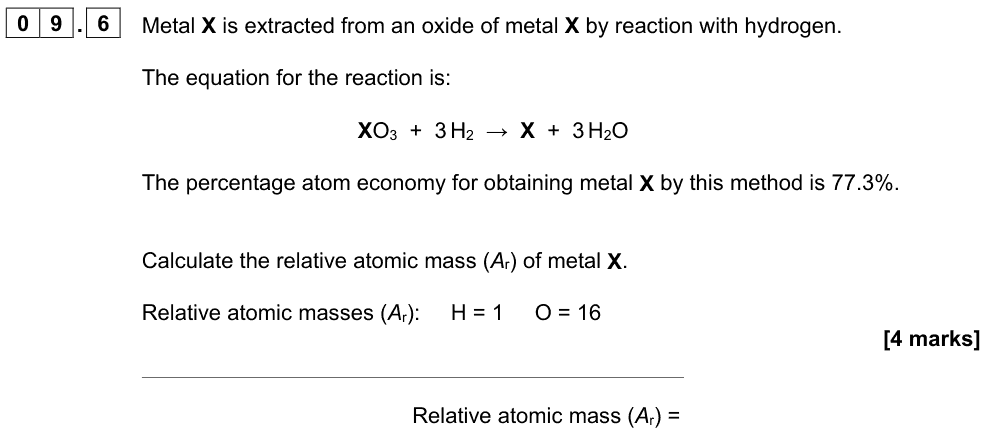 0 9 . 6 Metal X is extracted from an oxide of metal X by reaction with hydrogen.
The equation for the reaction is:
XO₃ + 3 H₂ → X + 3 H₂O
The percentage atom economy for obtaining metal X by this method is 77.3%.
Calculate the relative atomic mass (Aᵣ) of metal X.
Relative atomic masses (Aᵣ): H = 1 O = 16
[4 marks]
Relative atomic mass (Aᵣ) =